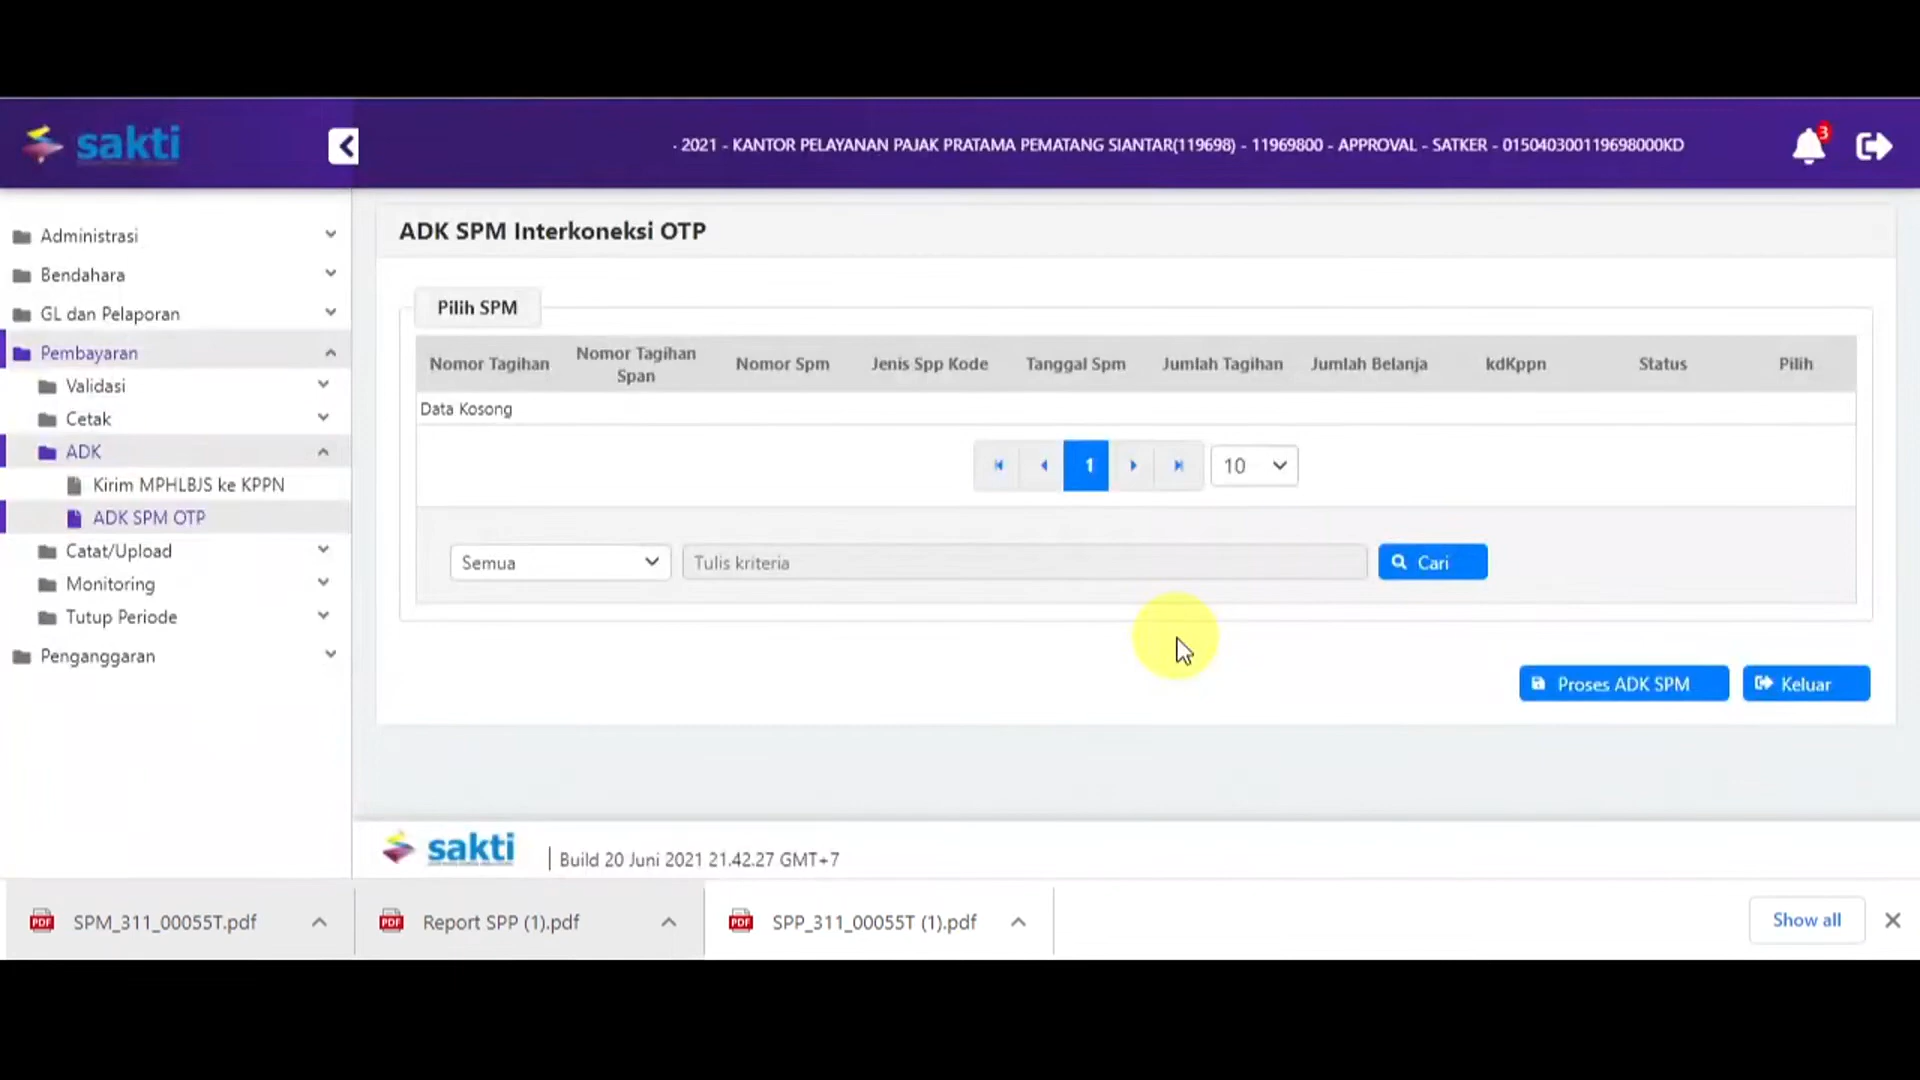 sakti
· 2021 - KANTOR PELAYANAN PAJAK PRATAMA PEMATANG SIANTAR(119698) - 11969800 - APPROVAL - SATKER - 015040300119698000KD
3
Administrasi
Bendahara
GL dan Pelaporan
Pembayaran
Validasi
Cetak
ADK
Kirim MPHLBJS ke KPPN
ADK SPM OTP
Catat/Upload
Monitoring
Tutup Periode
Penganggaran
ADK SPM Interkoneksi OTP
Pilih SPM
Nomor Tagihan
Nomor Tagihan
Span
Nomor Spm
Jenis Spp Kode
Tanggal Spm
Jumlah Tagihan
Jumlah Belanja
kdKppn
Status
Pilih
Data Kosong
1
10
Semua
Tulis kriteria
Cari
Proses ADK SPM
Keluar
sakti
| Build 20 Juni 2021 21.42.27 GMT+7
PDF SPM_311_00055T.pdf
PDF Report SPP (1).pdf
PDF SPP_311_00055T (1).pdf
Show all